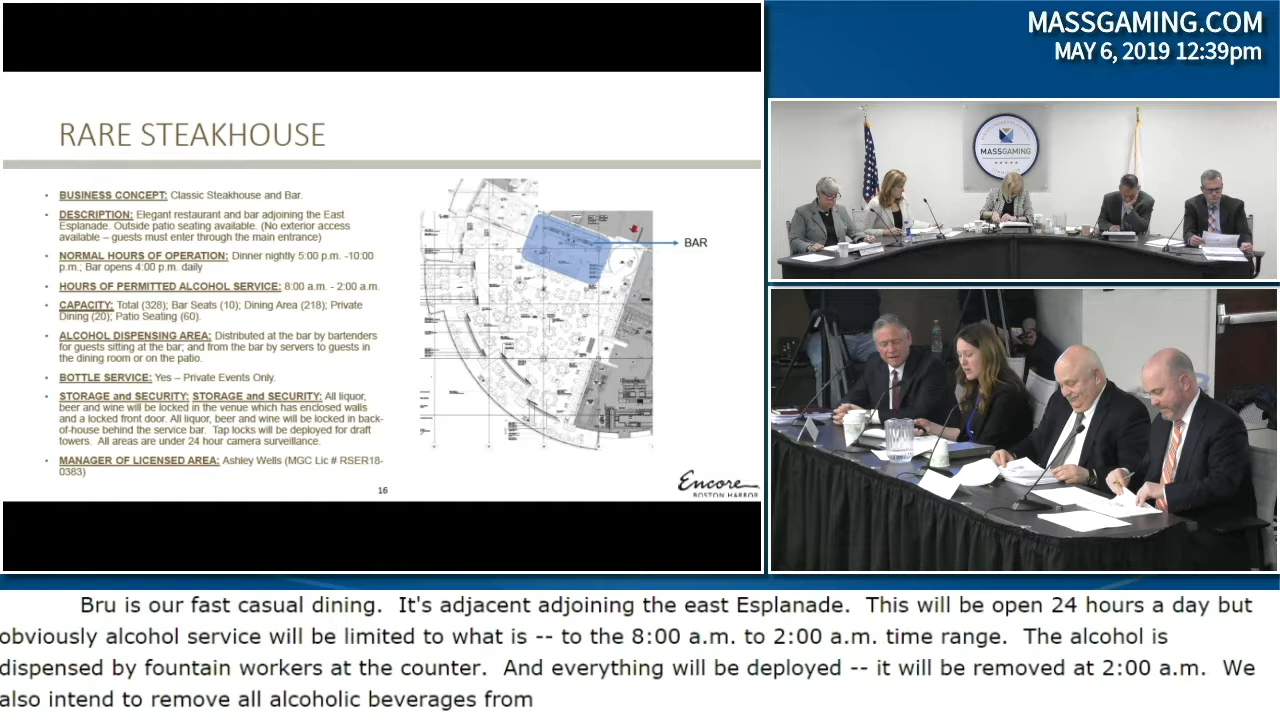 MASSGAMING.COM
MAY 6, 2019 12:39pm
RARE STEAKHOUSE
• BUSINESS CONCEPT: Classic Steakhouse and Bar.
• DESCRIPTION: Elegant restaurant and bar adjoining the East
Esplanade. Outside patio seating available. (No exterior access
available – guests must enter through the main entrance)
• NORMAL HOURS OF OPERATION: Dinner nightly 5:00 p.m. -10:00
p.m.; Bar opens 4:00 p.m. daily
• HOURS OF PERMITTED ALCOHOL SERVICE: 8:00 a.m. - 2:00 a.m.
• CAPACITY: Total (328); Bar Seats (10); Dining Area (218); Private
Dining (20); Patio Seating (60).
• ALCOHOL DISPENSING AREA: Distributed at the bar by bartenders
for guests sitting at the bar; and from the bar by servers to guests in
the dining room or on the patio.
• BOTTLE SERVICE: Yes – Private Events Only.
• STORAGE and SECURITY: STORAGE and SECURITY: All liquor,
beer and wine will be locked in the venue which has enclosed walls
and a locked front door. All liquor, beer and wine will be locked in back-
of-house behind the service bar. Tap locks will be deployed for draft
towers. All areas are under 24 hour camera surveillance.
• MANAGER OF LICENSED AREA: Ashley Wells (MGC Lic # RSER18-
0383)
BAR
16
Encore
BOSTON HARBOR
MASSGAMING
Bru is our fast casual dining. It's adjacent adjoining the east Esplanade. This will be open 24 hours a day but
obviously alcohol service will be limited to what is -- to the 8:00 a.m. to 2:00 a.m. time range. The alcohol is
dispensed by fountain workers at the counter. And everything will be deployed -- it will be removed at 2:00 a.m. We
also intend to remove all alcoholic beverages from